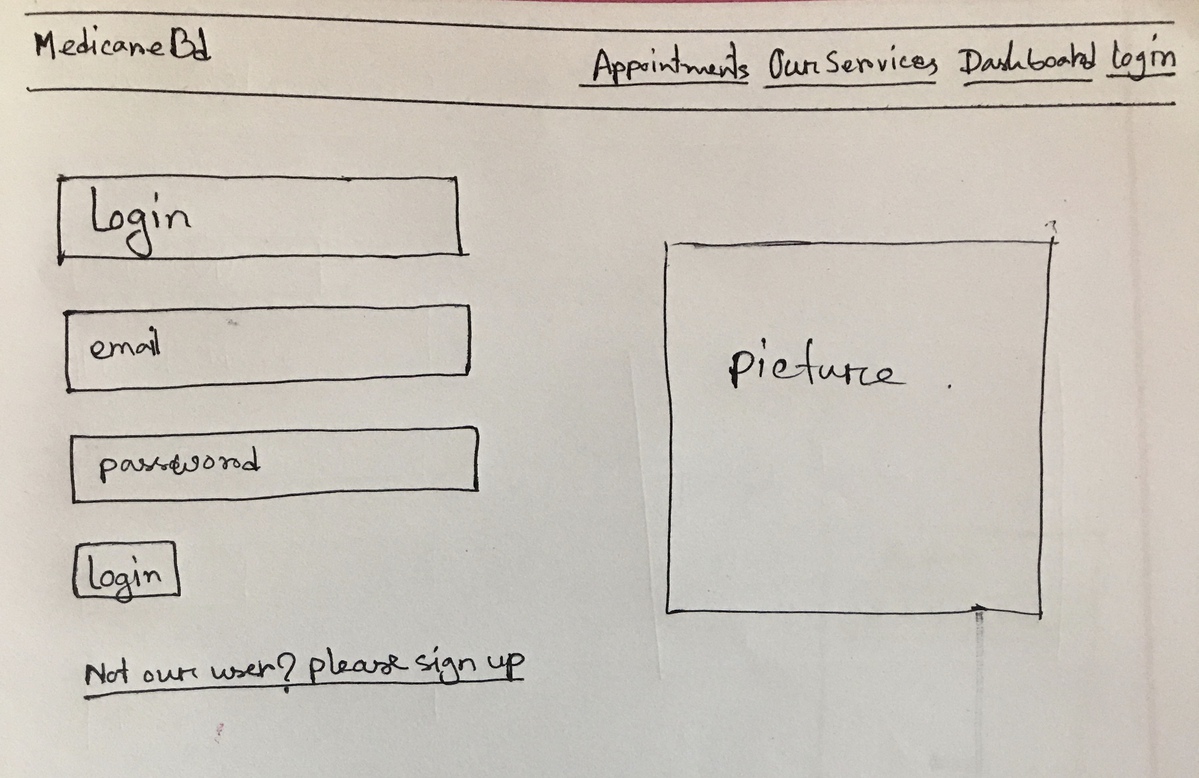 MedicaneBd
Appointments Our Services Dashboard login
Login
email
password
login
picture
Not our user? please sign up